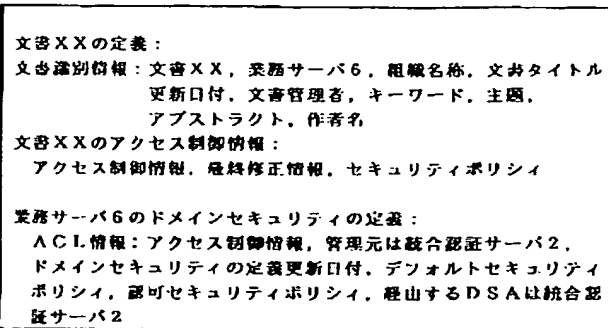 文書XXの定義:
文書識別情報:文書XX,業務サーバ6,組織名称,文書タイトル
更新日付,文書管理者,キーワード,主題,
アブストラクト,作者名
文書XXのアクセス制御情報:
アクセス制御情報,最終修正情報,セキュリティポリシィ
業務サーバ6のドメインセキュリティの定義:
ACL情報:アクセス制御情報,管理元は統合認証サーバ2,
ドメインセキュリティの定義更新日付,デフォルトセキュリティ
ポリシィ,認可セキュリティポリシィ,経由するDSAは統合認
証サーバ2